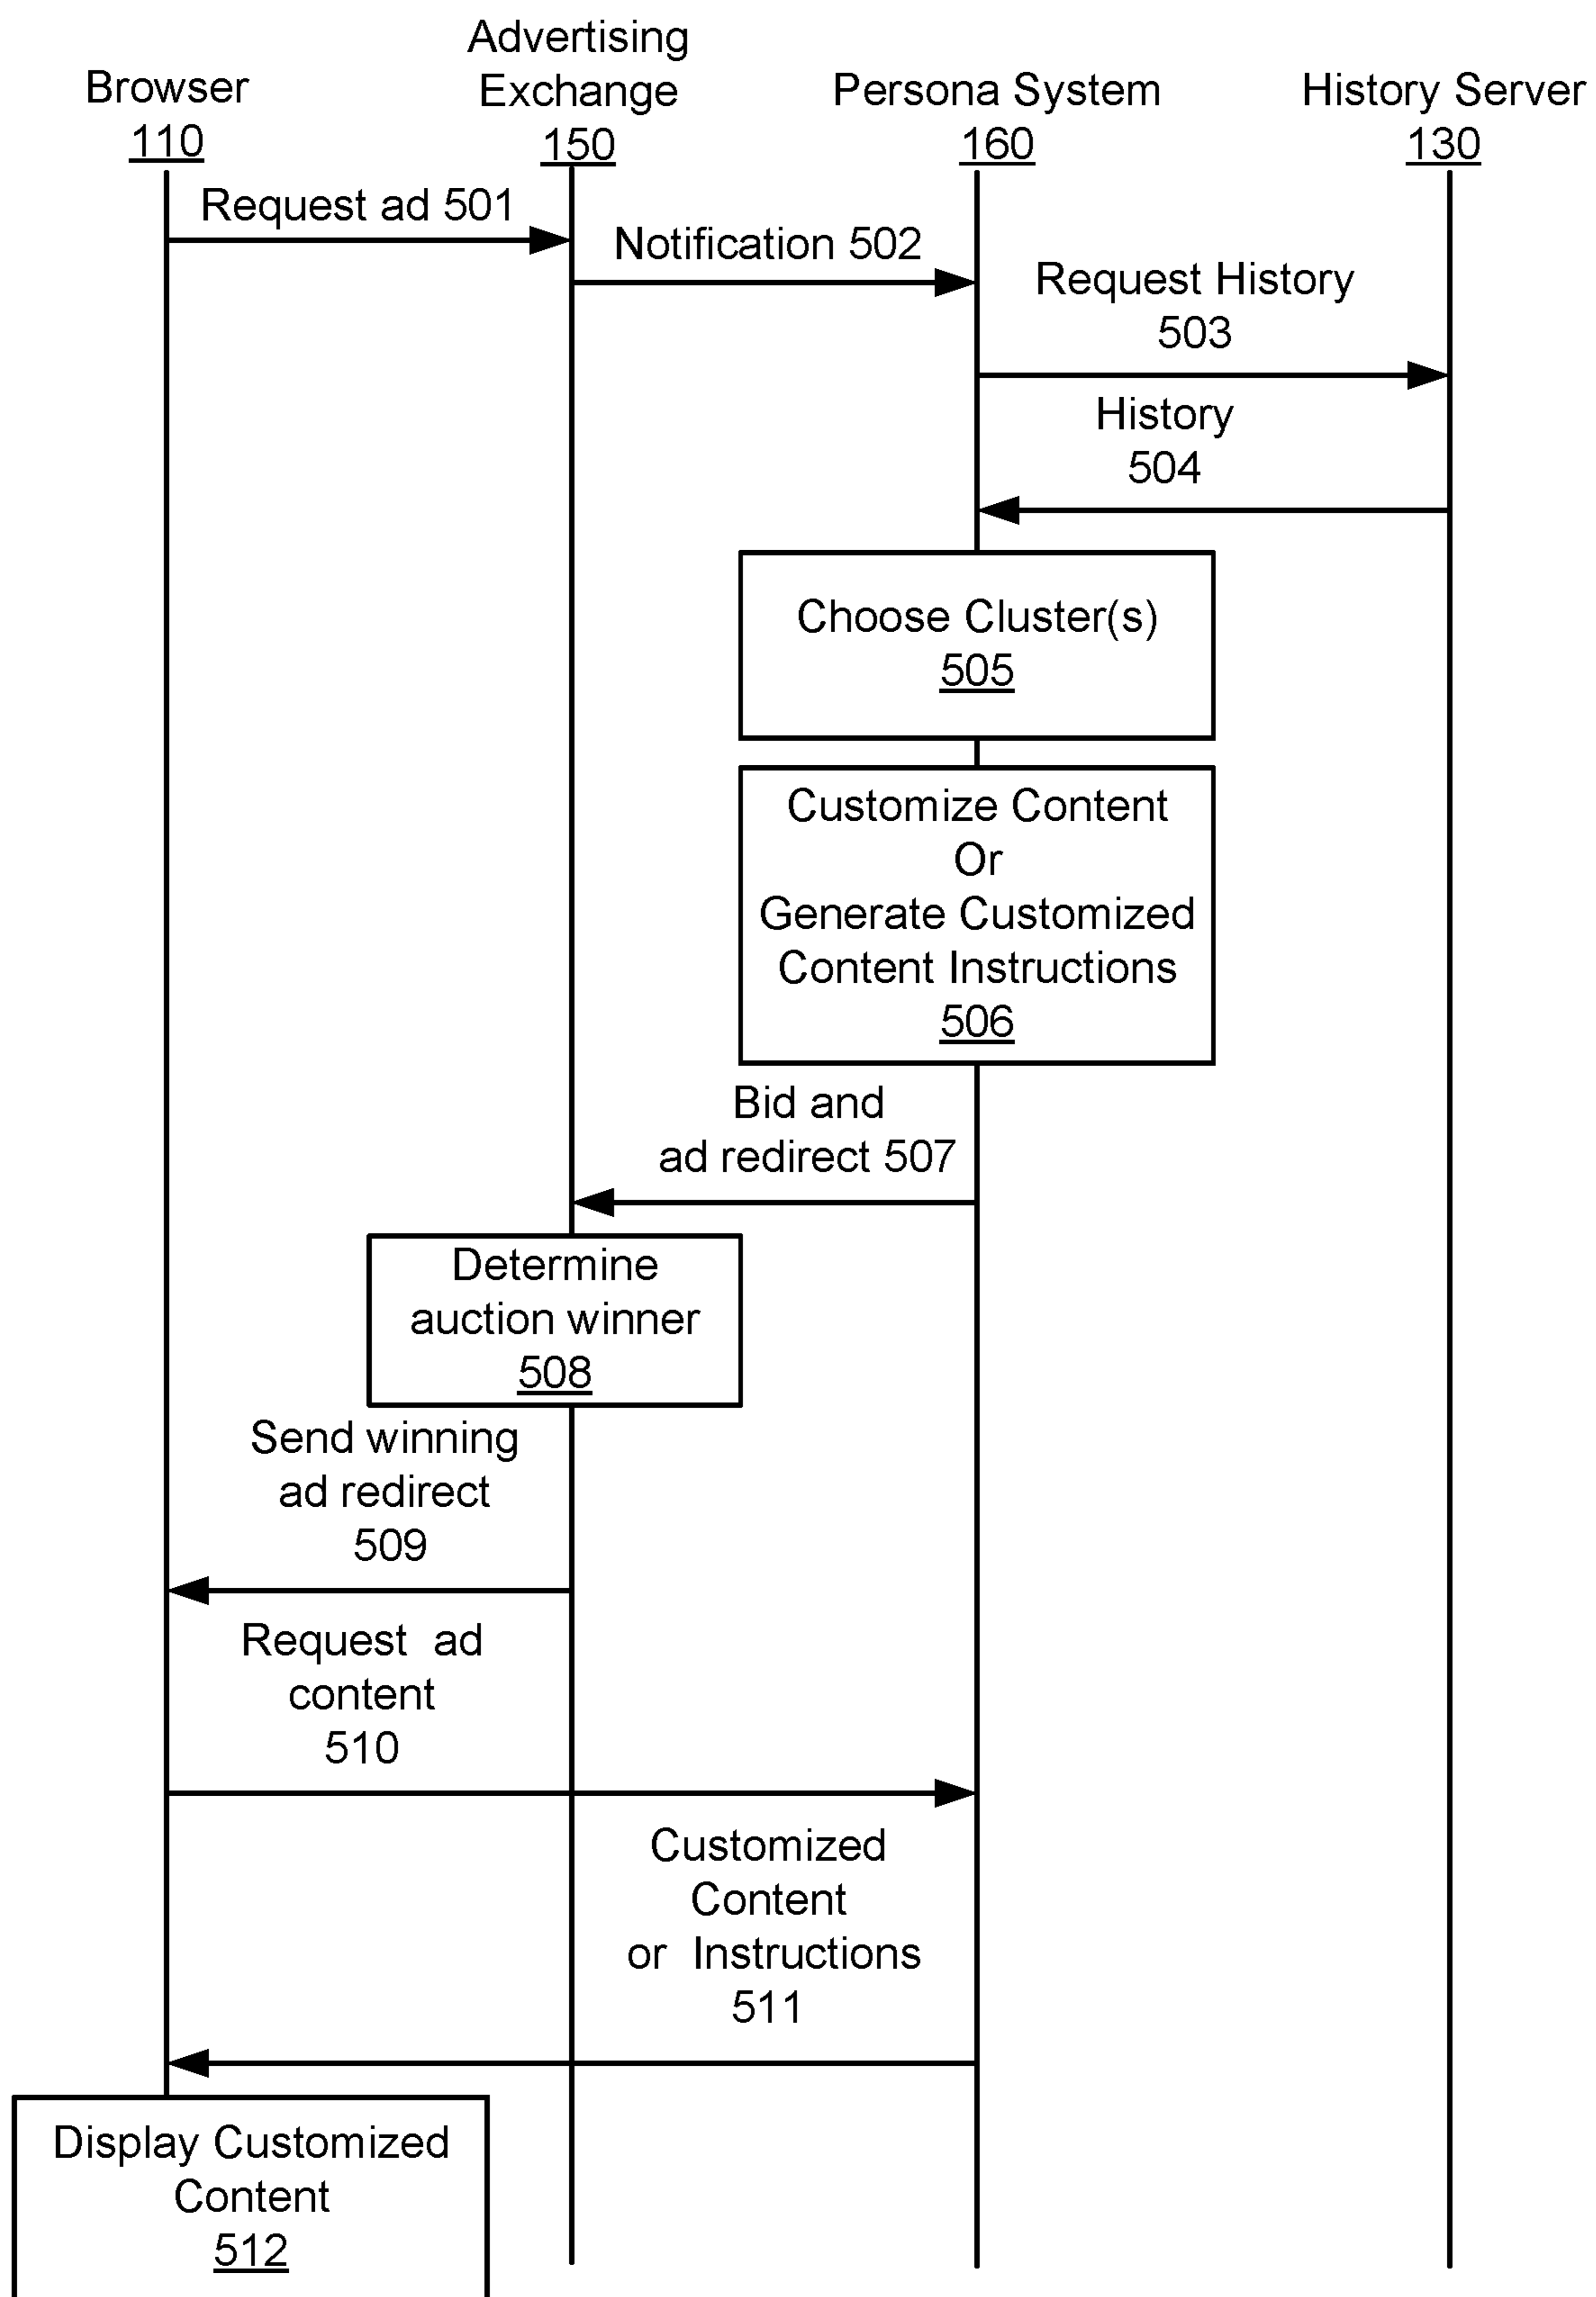 Browser
110
Advertising
Exchange
150
Persona System
160
History Server
130
Request ad 501
Notification 502
Request History
503
History
504
Choose Cluster(s)
505
Customize Content
Or
Generate Customized
Content Instructions
506
Bid and
ad redirect 507
Determine
auction winner
508
Send winning
ad redirect
509
Request ad
content
510
Customized
Content
or Instructions
511
Display Customized
Content
512